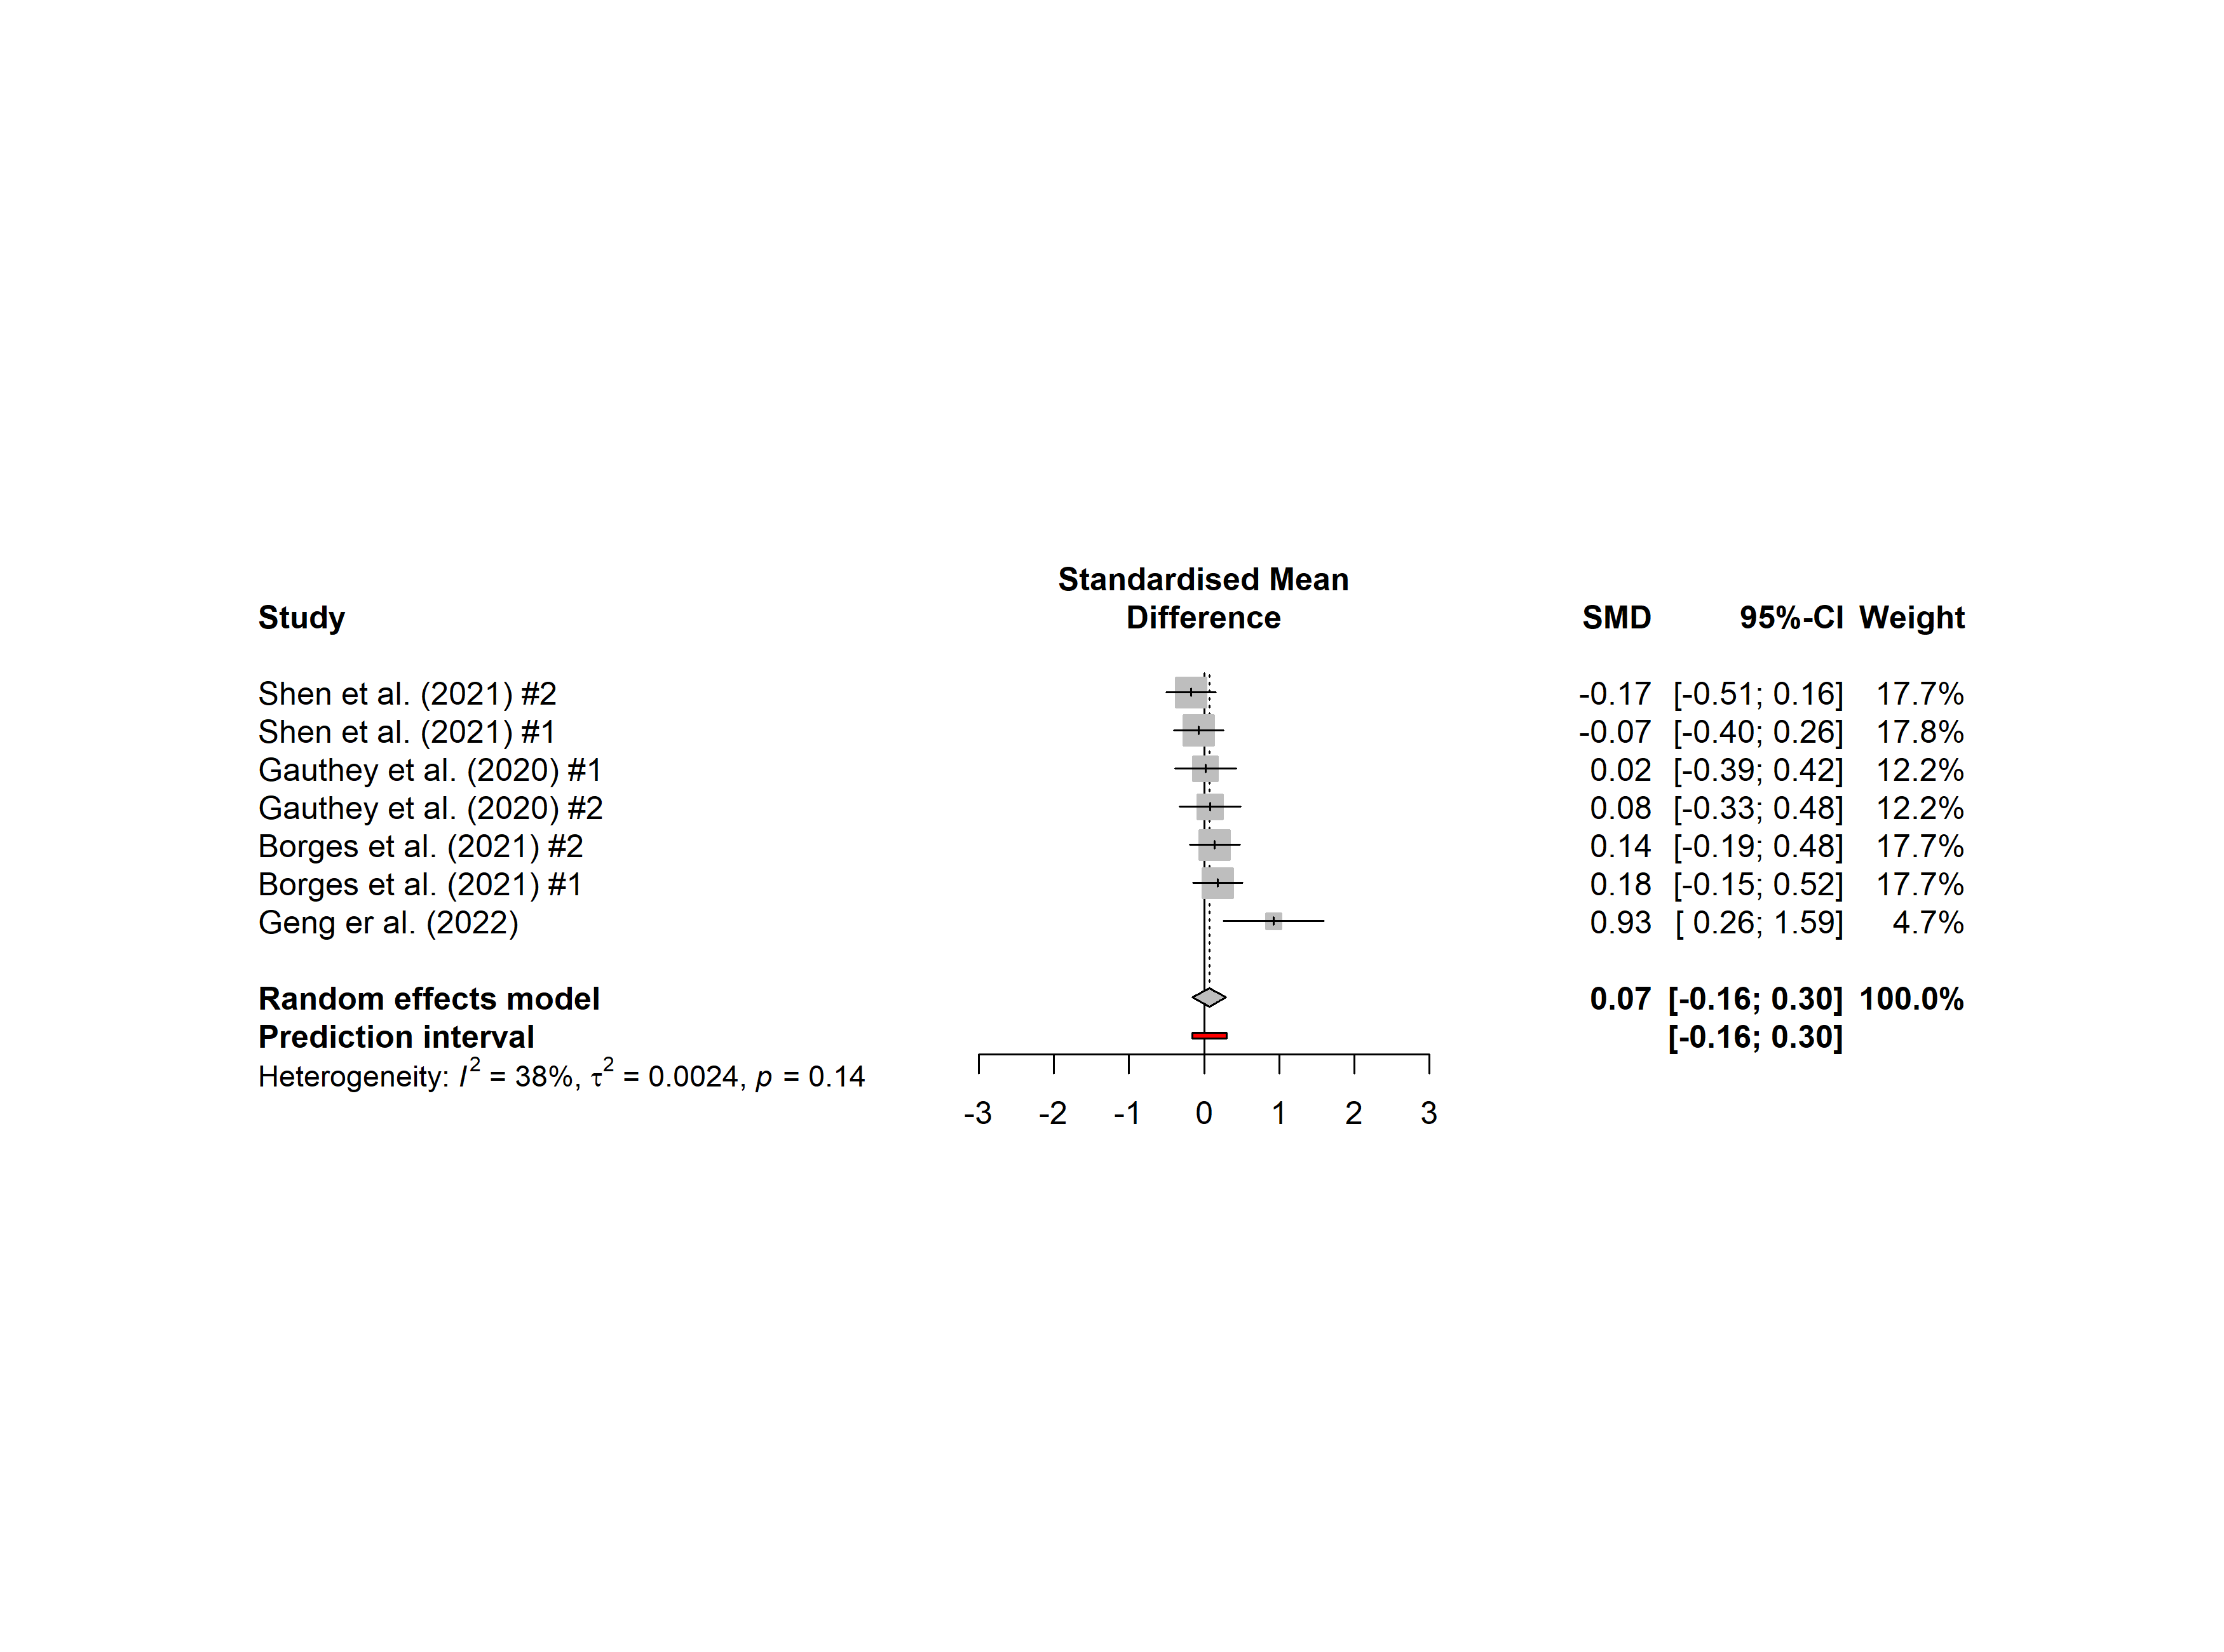 Standardised Mean
Study Difference SMD 95%-CI Weight
Shen et al. (2021) #2 -0.17 [-0.51; 0.16] 17.7%
Shen et al. (2021) #1 -0.07 [-0.40; 0.26] 17.8%
Gauthey et al. (2020) #1 0.02 [-0.39; 0.42] 12.2%
Gauthey et al. (2020) #2 0.08 [-0.33; 0.48] 12.2%
Borges et al. (2021) #2 0.14 [-0.19; 0.48] 17.7%
Borges et al. (2021) #1 0.18 [-0.15; 0.52] 17.7%
Geng er al. (2022) 0.93 [ 0.26; 1.59] 4.7%
Random effects model 0.07 [-0.16; 0.30] 100.0%
Prediction interval [-0.16; 0.30]
Heterogeneity: I² = 38%, τ² = 0.0024, p = 0.14
-3 -2 -1 0 1 2 3